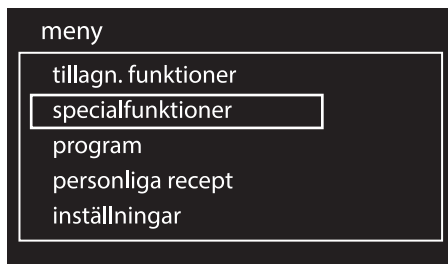 meny
tillagn. funktioner
specialfunktioner
program
personliga recept
inställningar